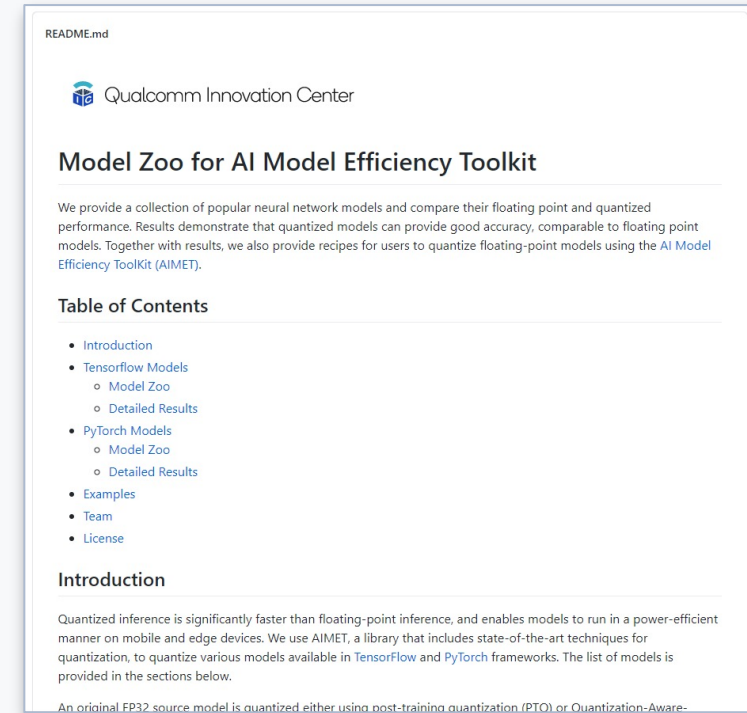 README.md
Qualcomm Innovation Center
Model Zoo for AI Model Efficiency Toolkit
We provide a collection of popular neural network models and compare their floating point and quantized
performance. Results demonstrate that quantized models can provide good accuracy, comparable to floating point
models. Together with results, we also provide recipes for users to quantize floating-point models using the AI Model
Efficiency ToolKit (AIMET).
Table of Contents
• Introduction
• Tensorflow Models
◦ Model Zoo
◦ Detailed Results
• PyTorch Models
◦ Model Zoo
◦ Detailed Results
• Examples
• Team
• License
Introduction
Quantized inference is significantly faster than floating-point inference, and enables models to run in a power-efficient
manner on mobile and edge devices. We use AIMET, a library that includes state-of-the-art techniques for
quantization, to quantize various models available in TensorFlow and PyTorch frameworks. The list of models is
provided in the sections below.
An original FP32 source model is quantized either using post-training quantization (PTQ) or Quantization-Aware-